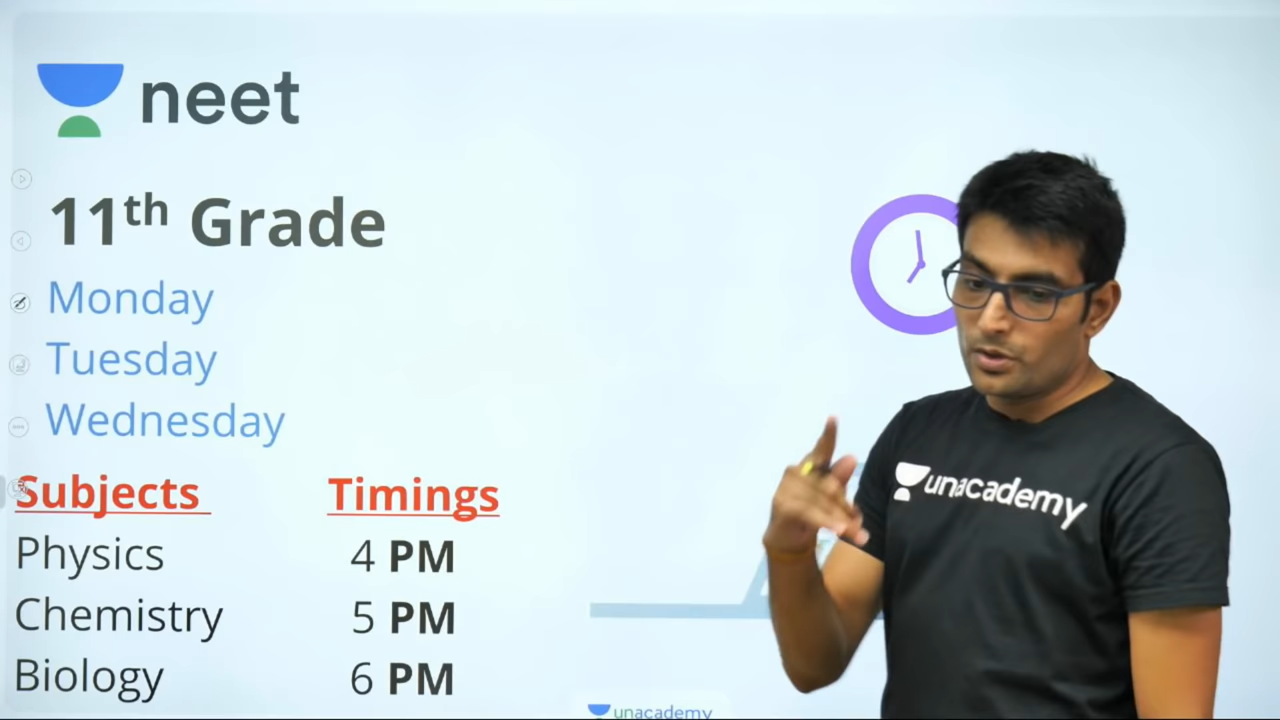 neet
11th Grade
Monday
Tuesday
Wednesday
Subjects Timings
Physics 4 PM
Chemistry 5 PM
Biology 6 PM
unacademy
unacademy